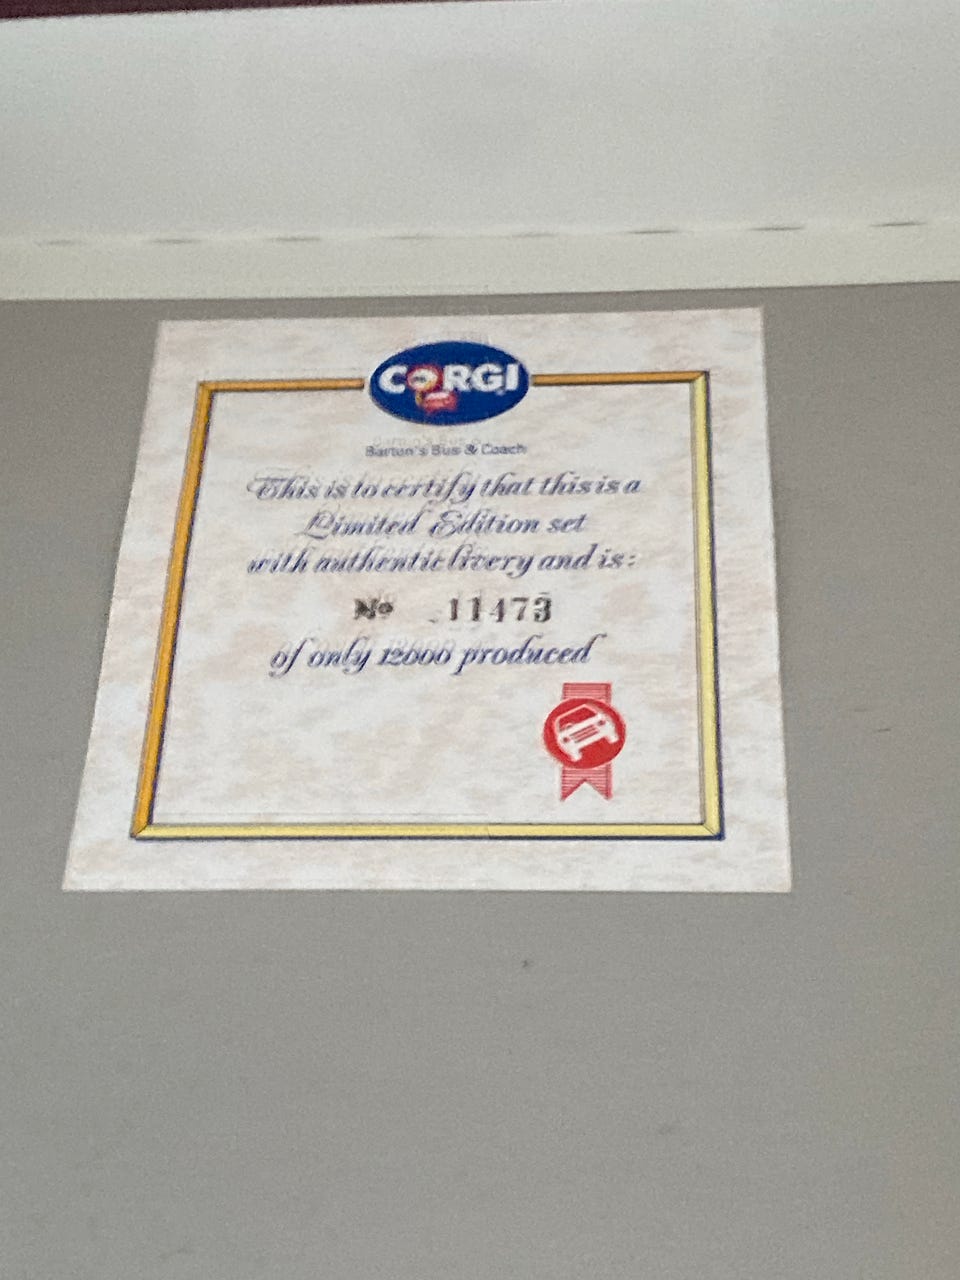 CORGI
Barton's Bus & Coach
This is to certify that this is a
Limited Edition set
with authentic livery and is:
No 11473
of only 12000 produced